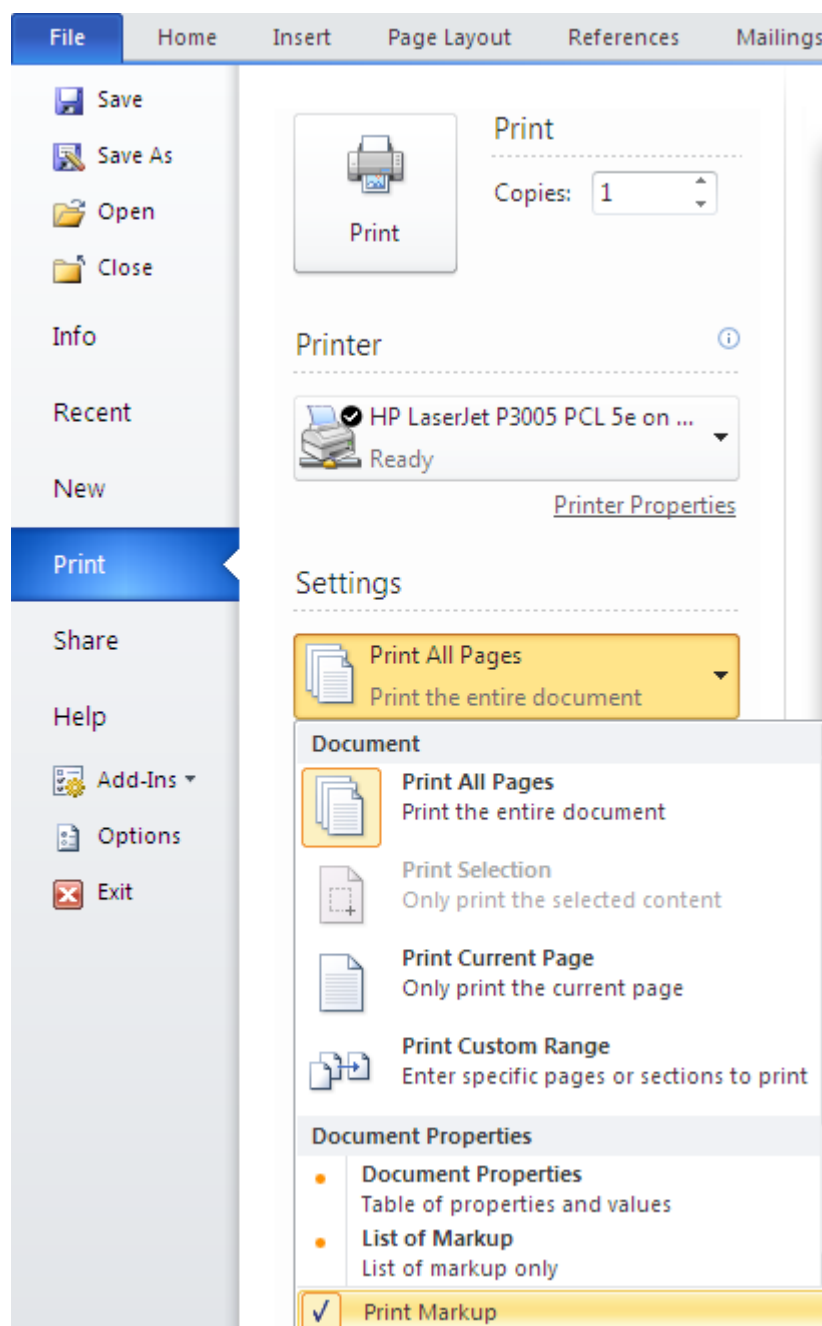 File Home Insert Page Layout References Mailings
Save
Save As
Open
Close
Info
Recent
New
Print
Share
Help
Add-Ins
Options
Exit
Print
Print
Copies: 1
Printer
HP LaserJet P3005 PCL 5e on ...
Ready
Printer Properties
Settings
Print All Pages
Print the entire document
Document
Print All Pages
Print the entire document
Print Selection
Only print the selected content
Print Current Page
Only print the current page
Print Custom Range
Enter specific pages or sections to print
Document Properties
Document Properties
Table of properties and values
List of Markup
List of markup only
Print Markup